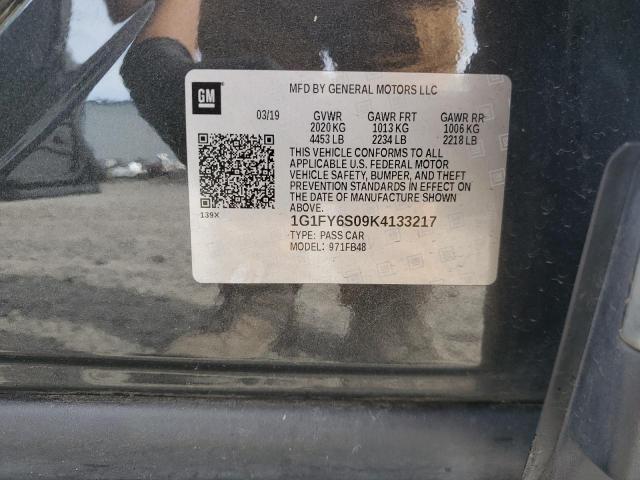 GM
MFD BY GENERAL MOTORS LLC
03/19 GVWR GAWR FRT GAWR RR
2020 KG 1013 KG 1006 KG
4453 LB 2234 LB 2218 LB
THIS VEHICLE CONFORMS TO ALL
APPLICABLE U.S. FEDERAL MOTOR
VEHICLE SAFETY, BUMPER, AND THEFT
PREVENTION STANDARDS IN EFFECT ON
THE DATE OF MANUFACTURE SHOWN
ABOVE.
139X
1G1FY6S09K4133217
TYPE: PASS CAR
MODEL: 971FB48